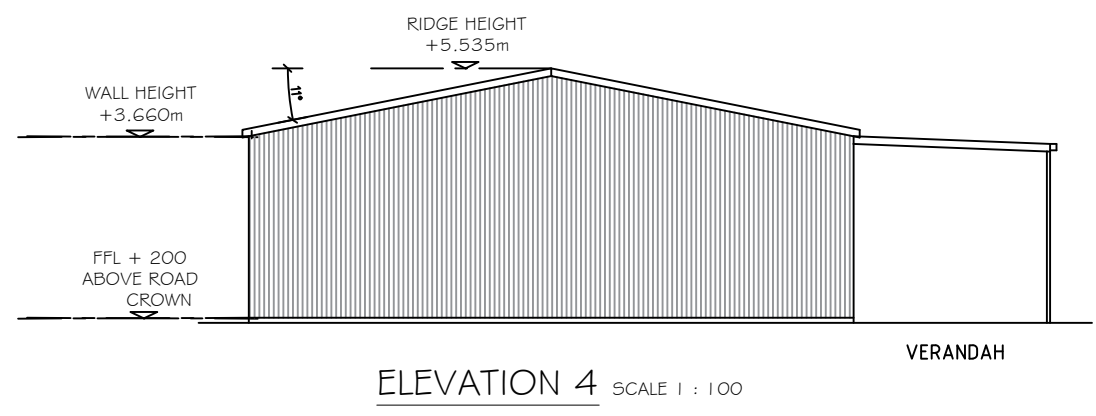 RIDGE HEIGHT
+5.535m
11°
WALL HEIGHT
+3.660m
FFL + 200
ABOVE ROAD
CROWN
VERANDAH
ELEVATION 4 SCALE 1 : 100